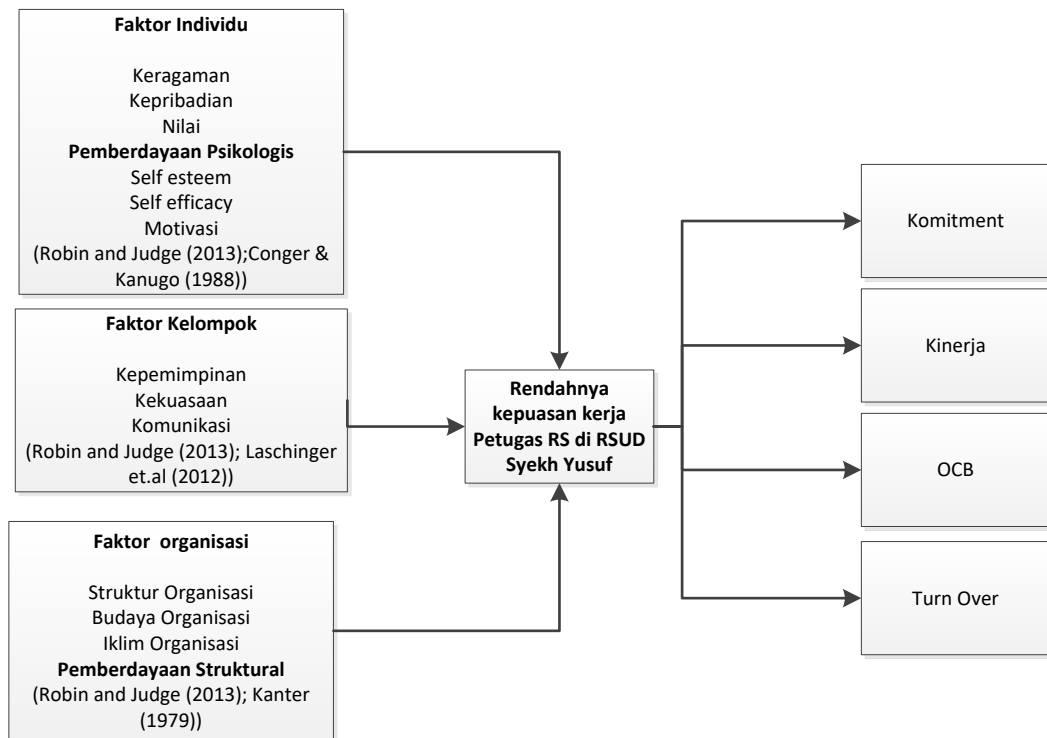 Faktor Individu
Keragaman
Kepribadian
Nilai
Pemberdayaan Psikologis
Self esteem
Self efficacy
Motivasi
(Robin and Judge (2013);Conger &
Kanugo (1988))
Faktor Kelompok
Kepemimpinan
Kekuasaan
Komunikasi
(Robin and Judge (2013); Laschinger
et.al (2012))
Faktor organisasi
Struktur Organisasi
Budaya Organisasi
Iklim Organisasi
Pemberdayaan Struktural
(Robin and Judge (2013); Kanter
(1979))
Rendahnya
kepuasan kerja
Petugas RS di RSUD
Syekh Yusuf
Komitment
Kinerja
OCB
Turn Over